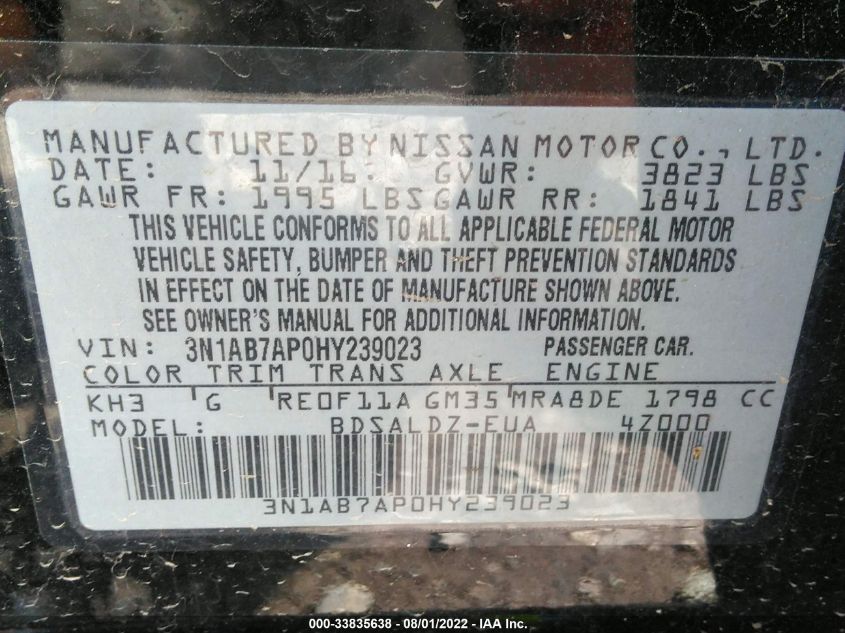 MANUFACTURED BY NISSAN MOTOR CO., LTD.
DATE: 11/16 GVWR: 3823 LBS
GAWR FR: 1995 LBS GAWR RR: 1841 LBS
THIS VEHICLE CONFORMS TO ALL APPLICABLE FEDERAL MOTOR
VEHICLE SAFETY, BUMPER AND THEFT PREVENTION STANDARDS
IN EFFECT ON THE DATE OF MANUFACTURE SHOWN ABOVE.
SEE OWNER'S MANUAL FOR ADDITIONAL INFORMATION.
VIN: 3N1AB7AP0HY239023 PASSENGER CAR.
COLOR TRIM TRANS AXLE ENGINE
KH3 G RE0F11A GM35 MRA8DE 1798 CC
MODEL: BDSALDZ-EUA 4Z000
3N1AB7AP0HY239023
000-33835638 - 08/01/2022 - IAA Inc.